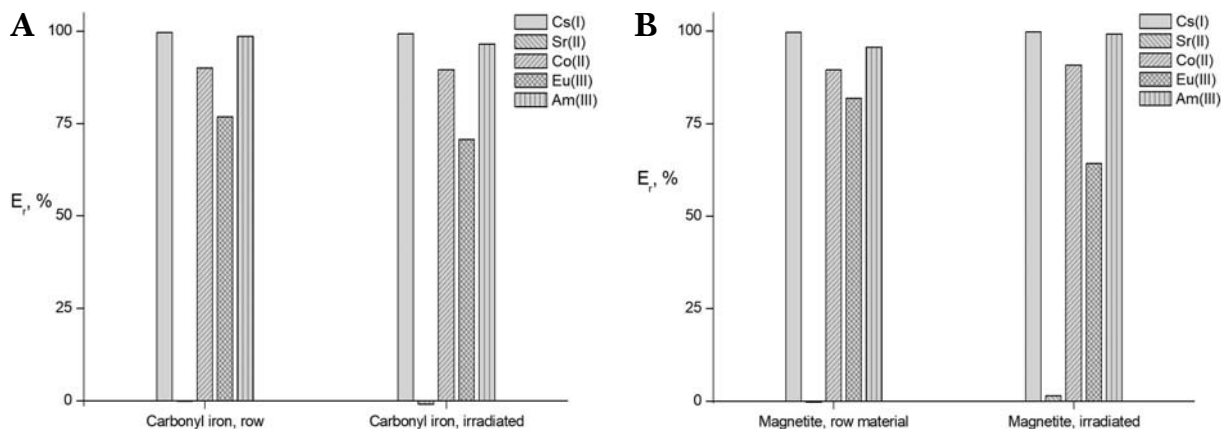 A
100
75
E_r, %
50
25
0
Carbonyl iron, row
Carbonyl iron, irradiated
Cs(I)
Sr(II)
Co(II)
Eu(III)
Am(III)
B
100
75
E_r, %
50
25
0
Magnetite, row material
Magnetite, irradiated
Cs(I)
Sr(II)
Co(II)
Eu(III)
Am(III)